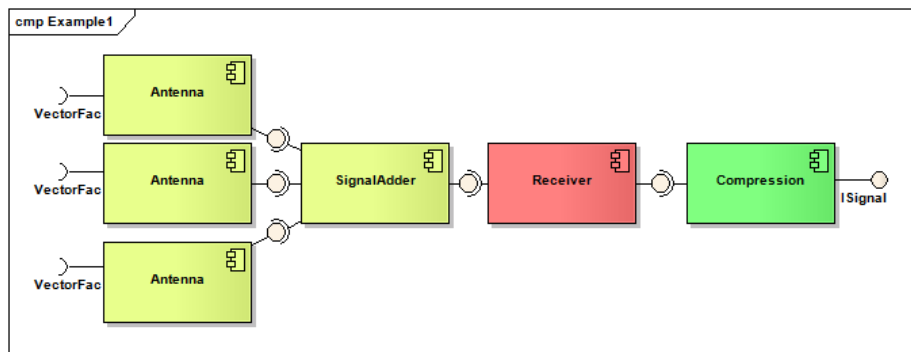 cmp Example1
Antenna
VectorFac
Antenna
SignalAdder
Receiver
Compression
VectorFac
ISignal
Antenna
VectorFac